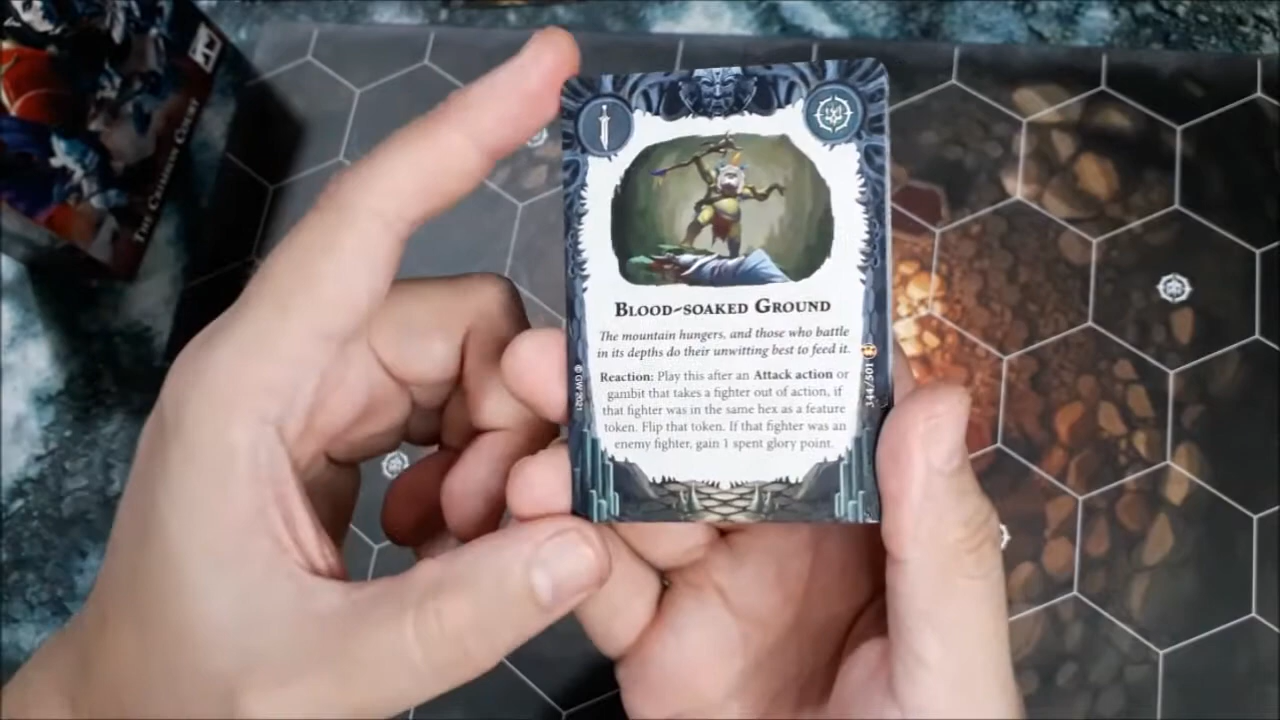 BLOOD-SOAKED GROUND
The mountain hungers, and those who battle
in its depths do their unwitting best to feed it.
Reaction: Play this after an Attack action or
gambit that takes a fighter out of action, if
that fighter was in the same hex as a feature
token. Flip that token. If that fighter was an
enemy fighter, gain 1 spent glory point.
© GW 2021
344/501